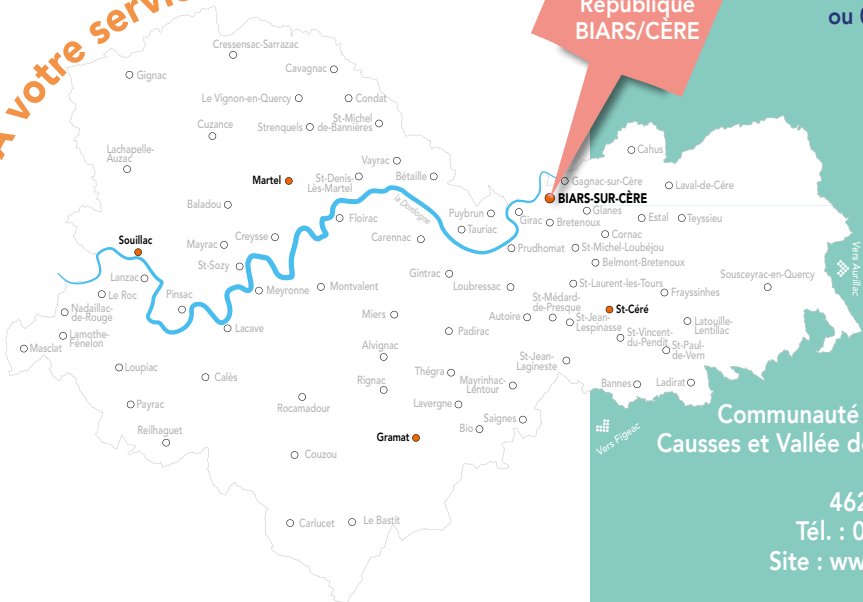 À votre servic
République
BIARS/CÈRE
ou 0
Cressensac-Sarrazac
Gignac
Cavagnac
Le Vignon-en-Quercy
Condat
Cuzance
Strenquels
St-Michel
de-Bannières
Lachapelle-
Auzac
Vayrac
Bétaille
St-Denis-
Lès-Martel
Martel
Baladou
Floirac
la Dordogne
Puybrun
Tauriac
Cahus
Gagnac-sur-Cère
Laval-de-Cére
BIARS-SUR-CÈRE
Girac
Bretenoux
Glanes
Estal
Teyssieu
Cornac
Souillac
Mayrac
Creysse
Carennac
Prudhomat
St-Michel-Loubéjou
St-Sozy
Belmont-Bretenoux
Lanzac
Gintrac
Sousceyrac-en-Quercy
Vers Aurillac
Le Roc
Pinsac
Meyronne
Montvalent
Loubressac
St-Laurent-les-Tours
Frayssinhes
Nadaillac-
de-Rouge
St-Médard-
de-Presque
St-Céré
Miers
Autoire
St-Jean-
Lespinasse
Latouille-
Lentillac
Lamothe-
Fénelon
Masclat
Lacave
Padirac
St-Vincent-
du-Pendit
St-Paul-
de-Vern
Alvignac
Loupiac
Calès
St-Jean-
Lagineste
Thégra
Rignac
Mayrinhac-
Lentour
Bannes
Ladirat
Payrac
Rocamadour
Lavergne
Saignes
Bio
Reilhaguet
Gramat
Vers Figeac
Couzou
Carlucet
Le Bastit
Communauté
Causses et Vallée de
462
Tél. : 0
Site : ww